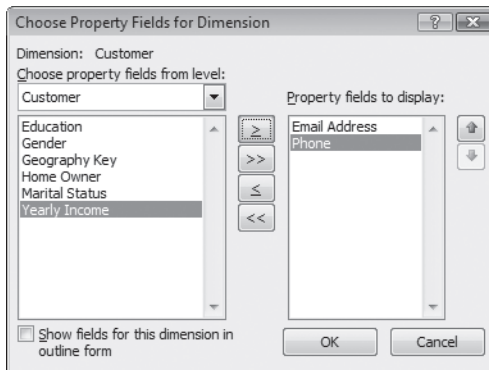 Choose Property Fields for Dimension
Dimension: Customer
Choose property fields from level:
Customer
Education
Gender
Geography Key
Home Owner
Marital Status
Yearly Income
>
>>
<
<<
Property fields to display:
Email Address
Phone
Show fields for this dimension in
outline form
OK
Cancel